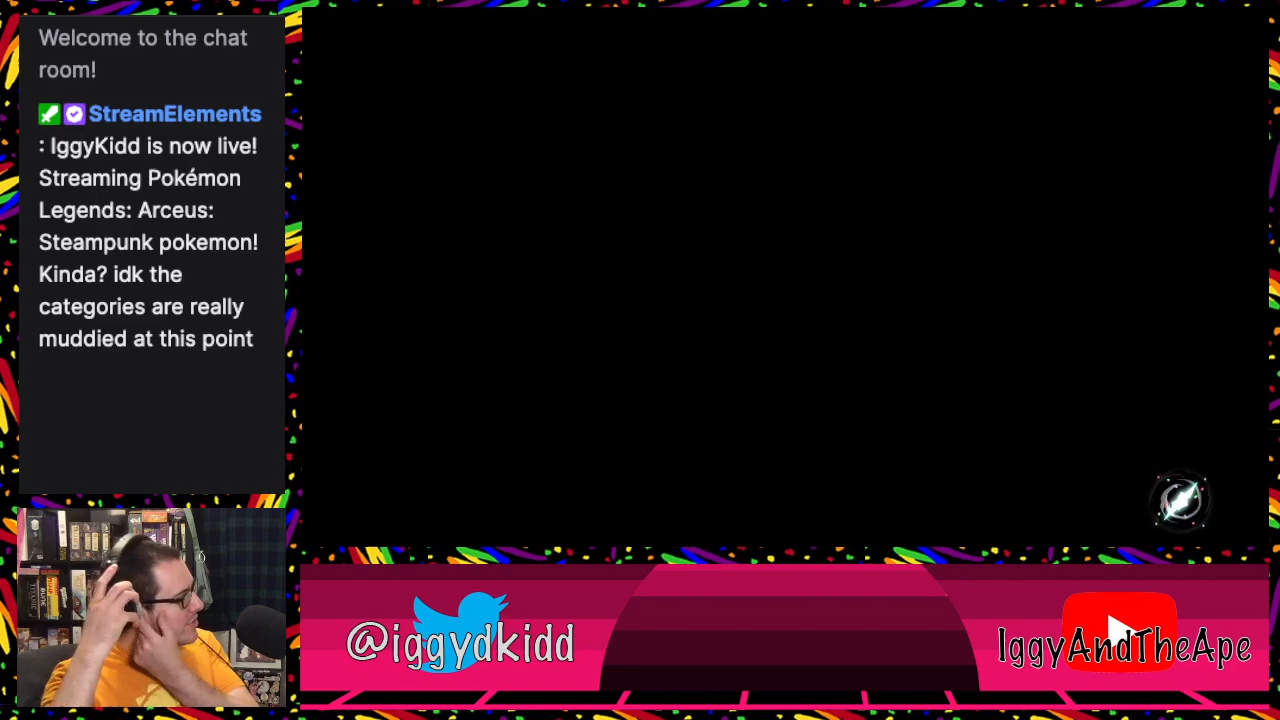 Welcome to the chat
room!
StreamElements
: IggyKidd is now live!
Streaming Pokémon
Legends: Arceus:
Steampunk pokemon!
Kinda? idk the
categories are really
muddied at this point
@iggydkidd
IggyAndTheApe